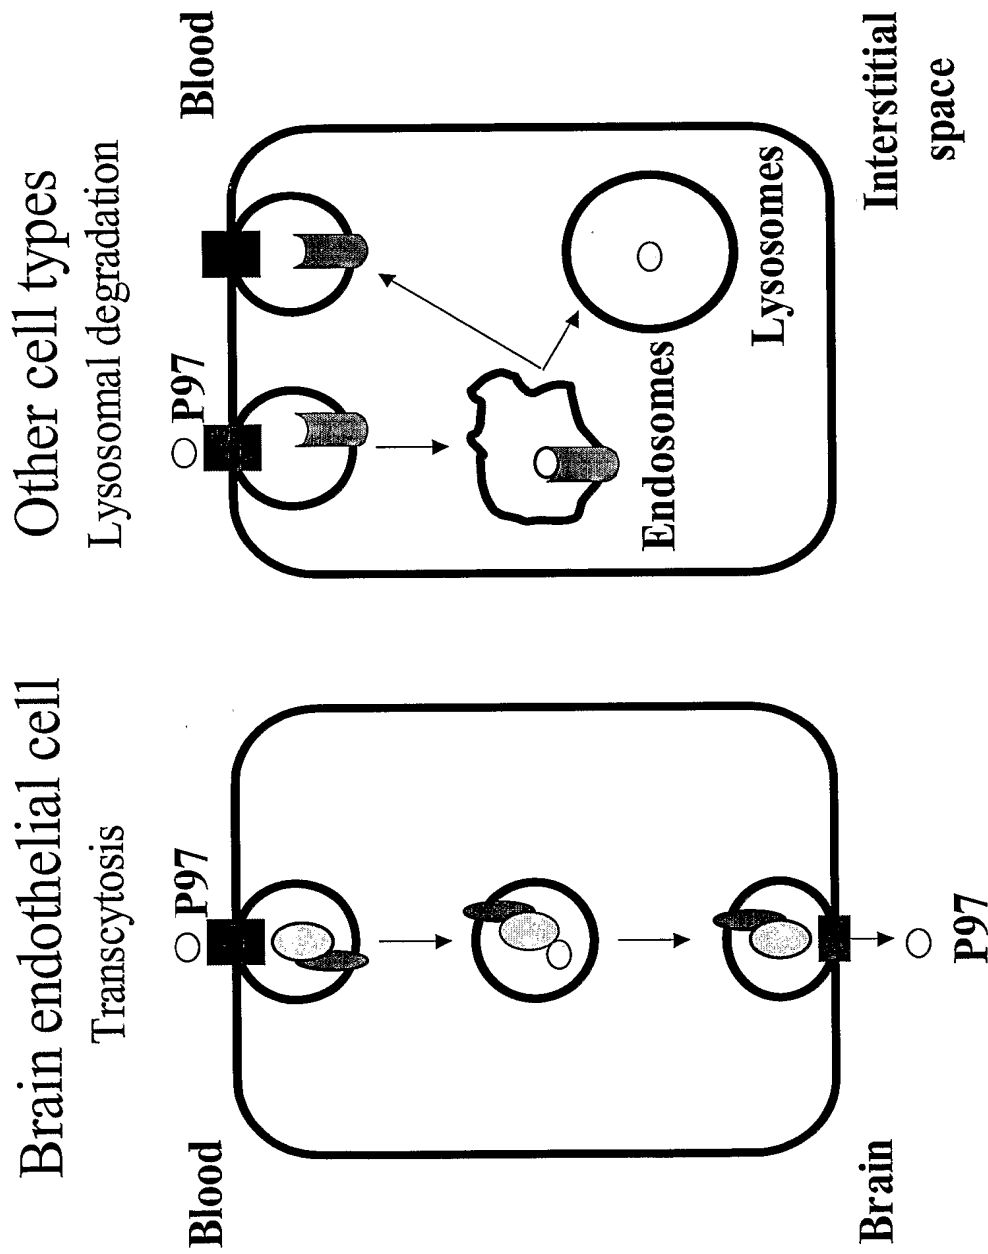 Brain endothelial cell
Transcytosis
Blood
P97
Brain
P97
Other cell types
Lysosomal degradation
P97
Blood
Endosomes
Lysosomes
Interstitial
space